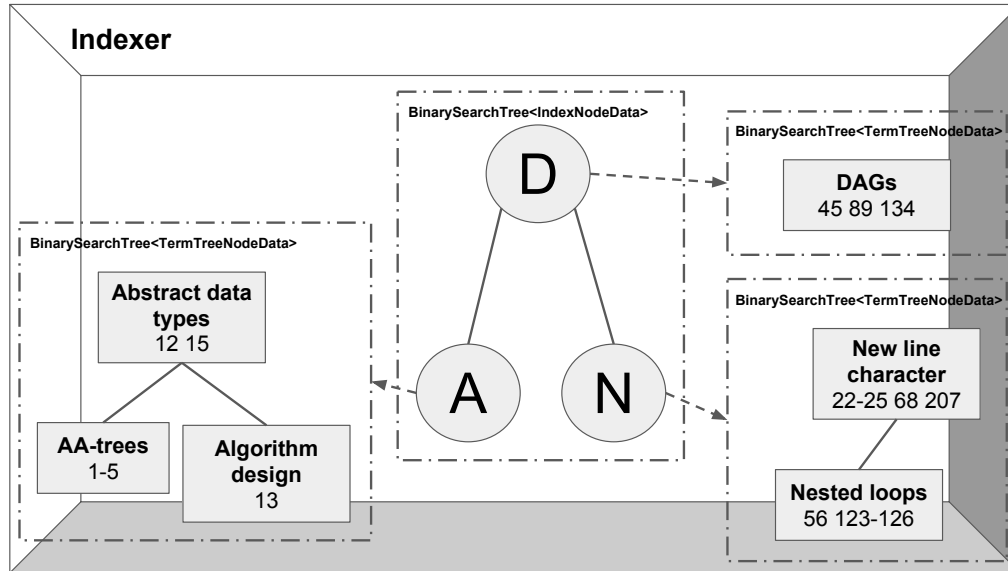 Indexer
BinarySearchTree<IndexNodeData>
D
A
N
BinarySearchTree<TermTreeNodeData>
DAGs
45 89 134
BinarySearchTree<TermTreeNodeData>
Abstract data
types
12 15
AA-trees
1-5
Algorithm
design
13
BinarySearchTree<TermTreeNodeData>
New line
character
22-25 68 207
Nested loops
56 123-126